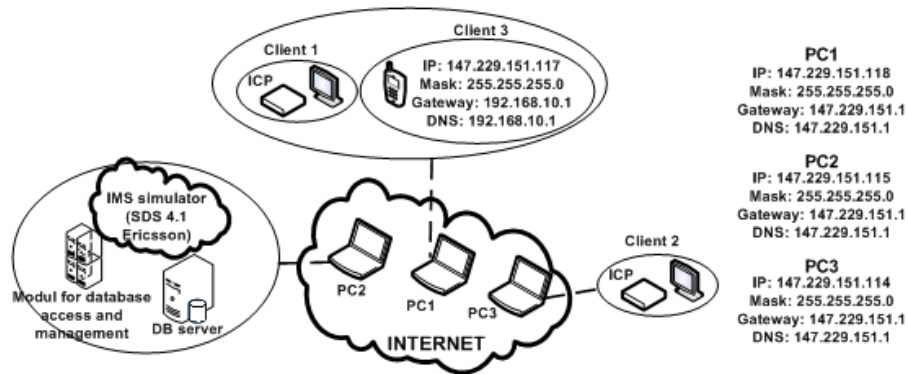 Client 3
Client 1
ICP
IP: 147.229.151.117
Mask: 255.255.255.0
Gateway: 192.168.10.1
DNS: 192.168.10.1
PC1
IP: 147.229.151.118
Mask: 255.255.255.0
Gateway: 147.229.151.1
DNS: 147.229.151.1
PC2
IP: 147.229.151.115
Mask: 255.255.255.0
Gateway: 147.229.151.1
DNS: 147.229.151.1
PC3
IP: 147.229.151.114
Mask: 255.255.255.0
Gateway: 147.229.151.1
DNS: 147.229.151.1
IMS simulator
(SDS 4.1
Ericsson)
Modul for database
access and
management
DB server
PC2
PC1
PC3
INTERNET
Client 2
ICP